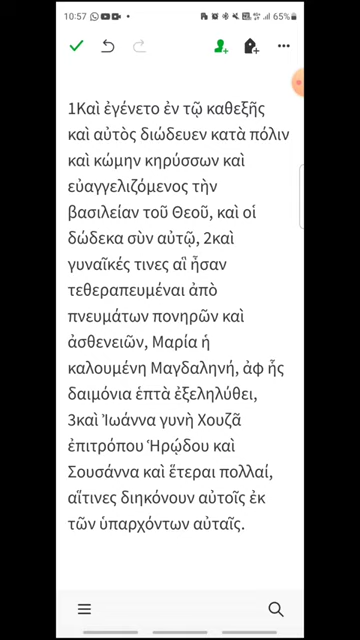 10:57 65%
1Καὶ ἐγένετο ἐν τῷ καθεξῆς
καὶ αὐτὸς διώδευεν κατὰ πόλιν
καὶ κώμην κηρύσσων καὶ
εὐαγγελιζόμενος τὴν
βασιλείαν τοῦ Θεοῦ, καὶ οἱ
δώδεκα σὺν αὐτῷ, 2καὶ
γυναῖκές τινες αἳ ἦσαν
τεθεραπευμέναι ἀπὸ
πνευμάτων πονηρῶν καὶ
ἀσθενειῶν, Μαρία ἡ
καλουμένη Μαγδαληνή, ἀφ ἧς
δαιμόνια ἑπτὰ ἐξεληλύθει,
3καὶ Ἰωάννα γυνὴ Χουζᾶ
ἐπιτρόπου Ἡρῴδου καὶ
Σουσάννα καὶ ἕτεραι πολλαί,
αἵτινες διηκόνουν αὐτοῖς ἐκ
τῶν ὑπαρχόντων αὐταῖς.